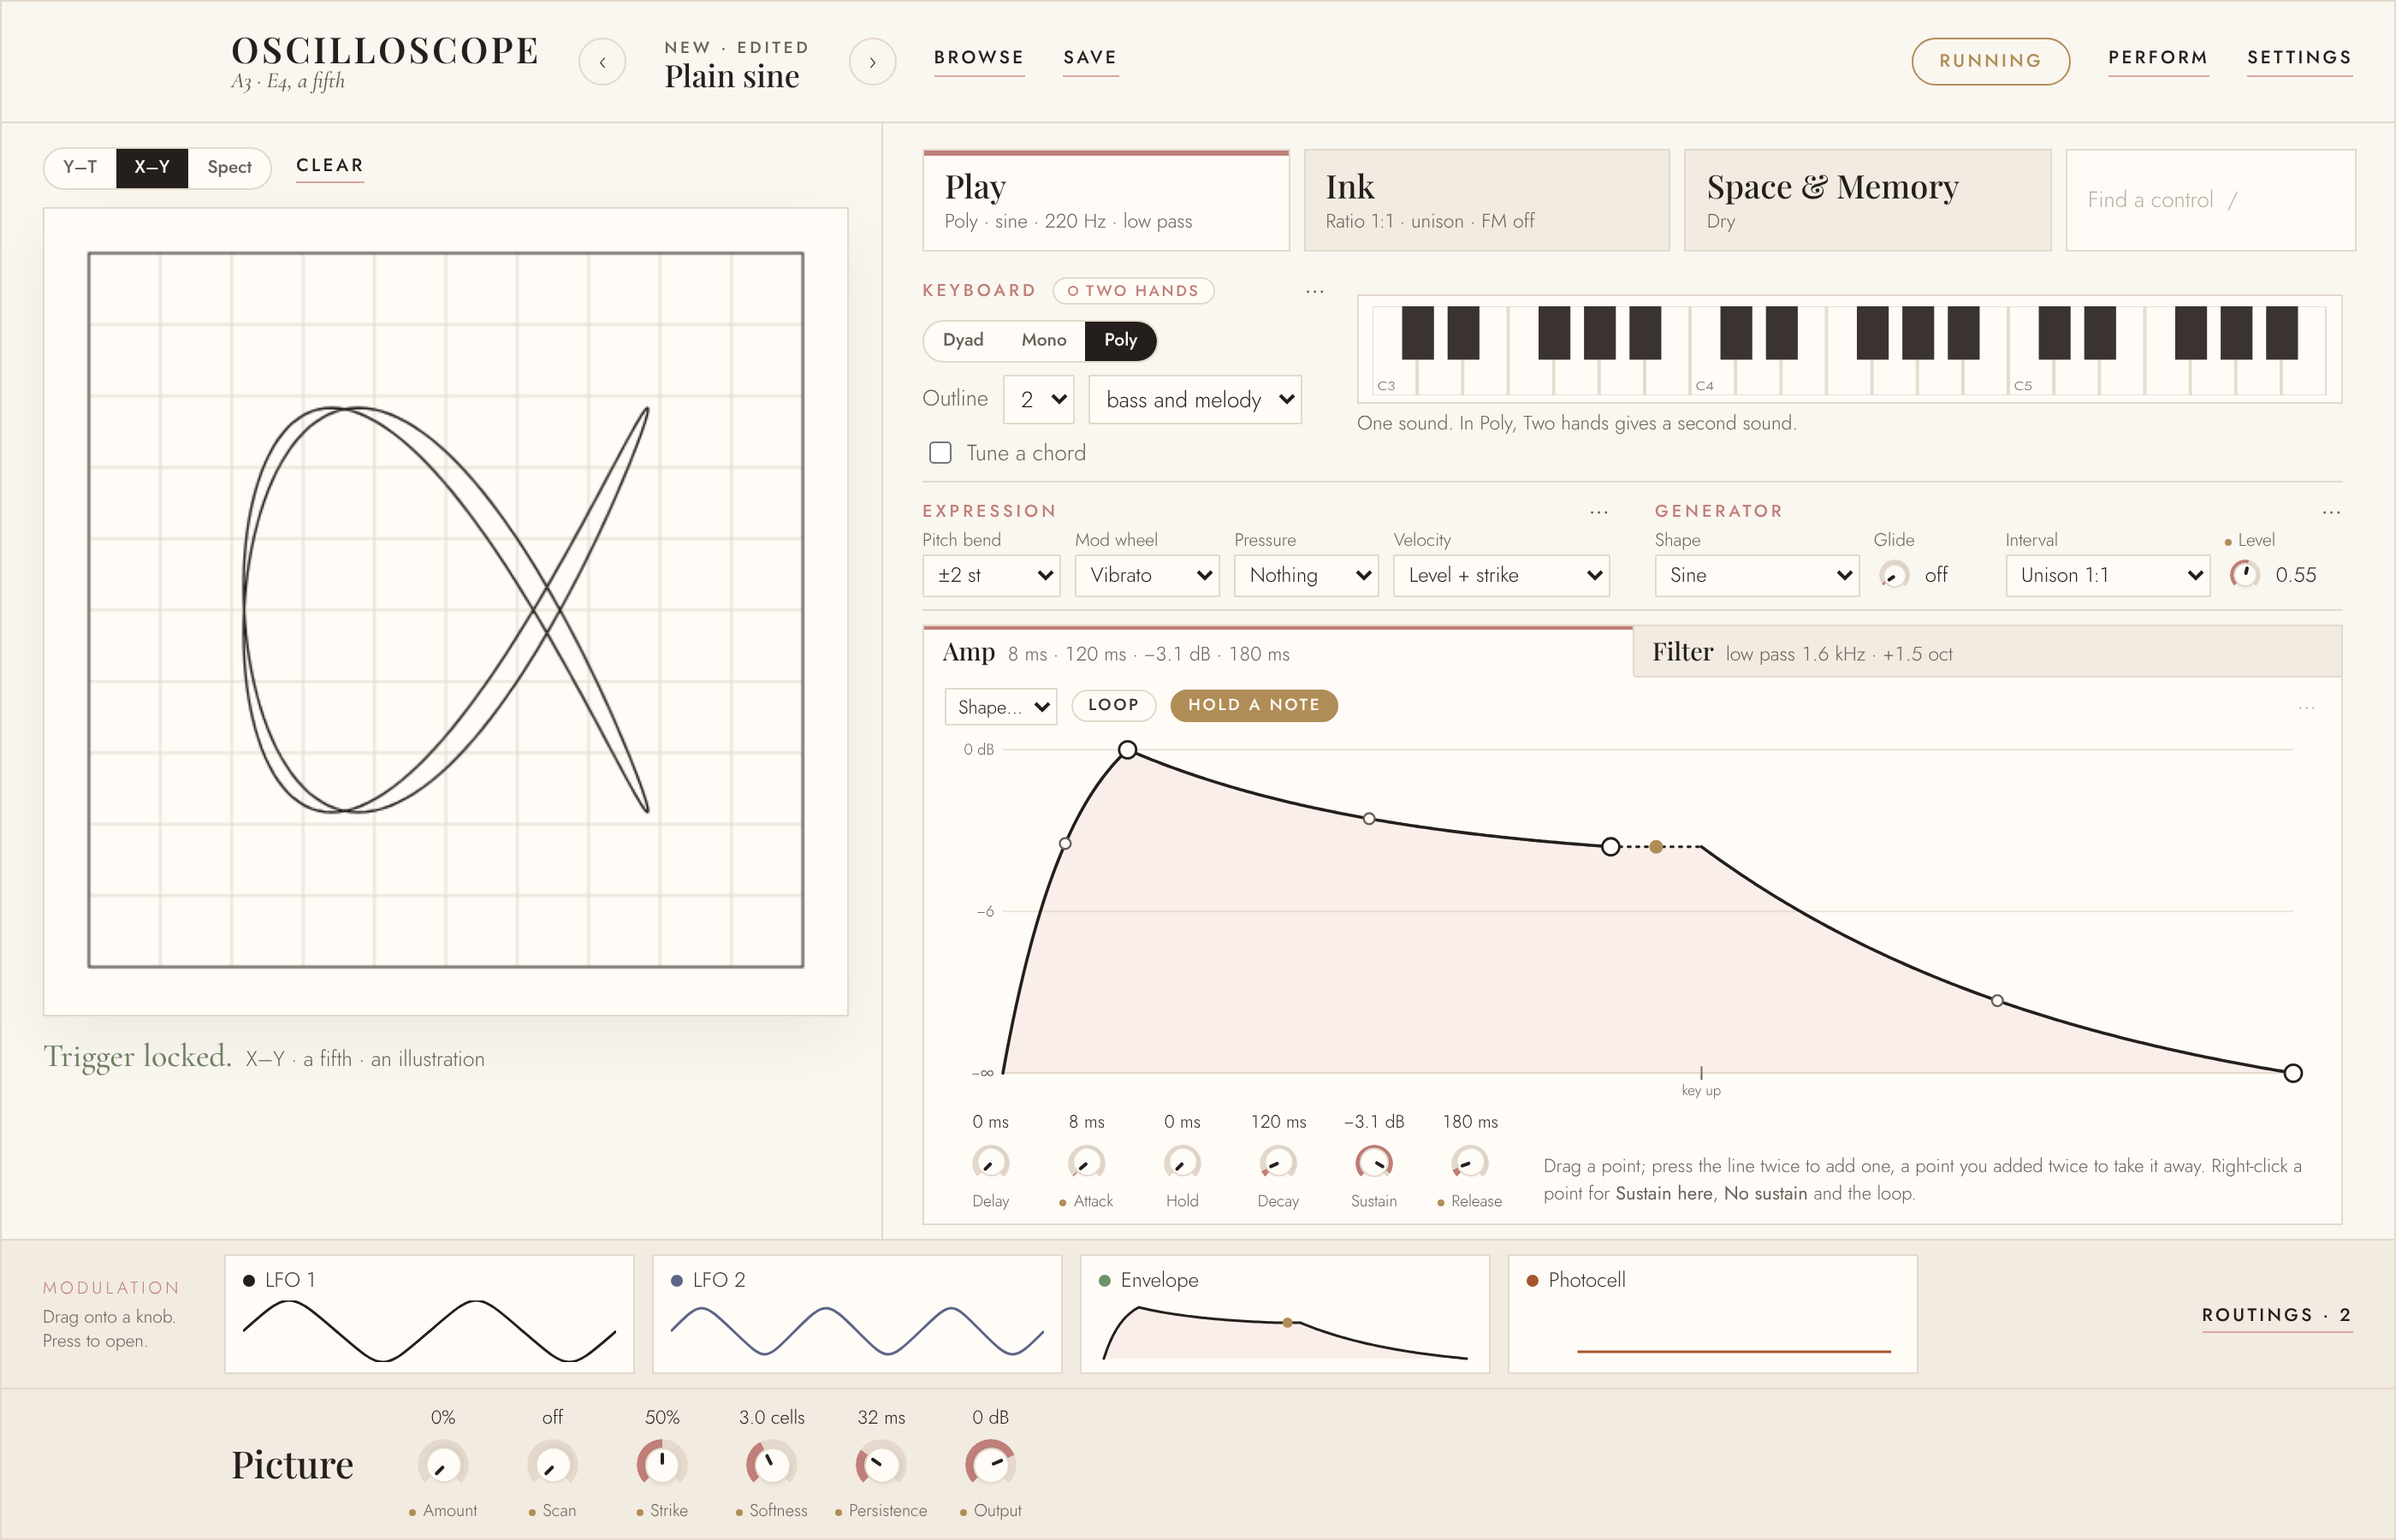 OSCILLOSCOPE
A3 · E4, a fifth
‹
NEW · EDITED
Plain sine
›
BROWSE
SAVE
RUNNING
PERFORM
SETTINGS
Y–T
X–Y
Spect
CLEAR
Trigger locked. X–Y · a fifth · an illustration
Play
Poly · sine · 220 Hz · low pass
Ink
Ratio 1:1 · unison · FM off
Space & Memory
Dry
Find a control /
KEYBOARD
TWO HANDS
...
Dyad
Mono
Poly
Outline
2
bass and melody
Tune a chord
C3
C4
C5
One sound. In Poly, Two hands gives a second sound.
EXPRESSION
...
Pitch bend
Mod wheel
Pressure
Velocity
±2 st
Vibrato
Nothing
Level + strike
GENERATOR
...
Shape
Glide
Interval
Level
Sine
off
Unison 1:1
0.55
Amp 8 ms · 120 ms · −3.1 dB · 180 ms
Filter low pass 1.6 kHz · +1.5 oct
Shape...
LOOP
HOLD A NOTE
...
0 dB
−6
−∞
key up
0 ms
8 ms
0 ms
120 ms
−3.1 dB
180 ms
Delay
Attack
Hold
Decay
Sustain
Release
Drag a point; press the line twice to add one, a point you added twice to take it away. Right-click a
point for Sustain here, No sustain and the loop.
MODULATION
Drag onto a knob.
Press to open.
LFO 1
LFO 2
Envelope
Photocell
ROUTINGS · 2
Picture
0%
off
50%
3.0 cells
32 ms
0 dB
Amount
Scan
Strike
Softness
Persistence
Output